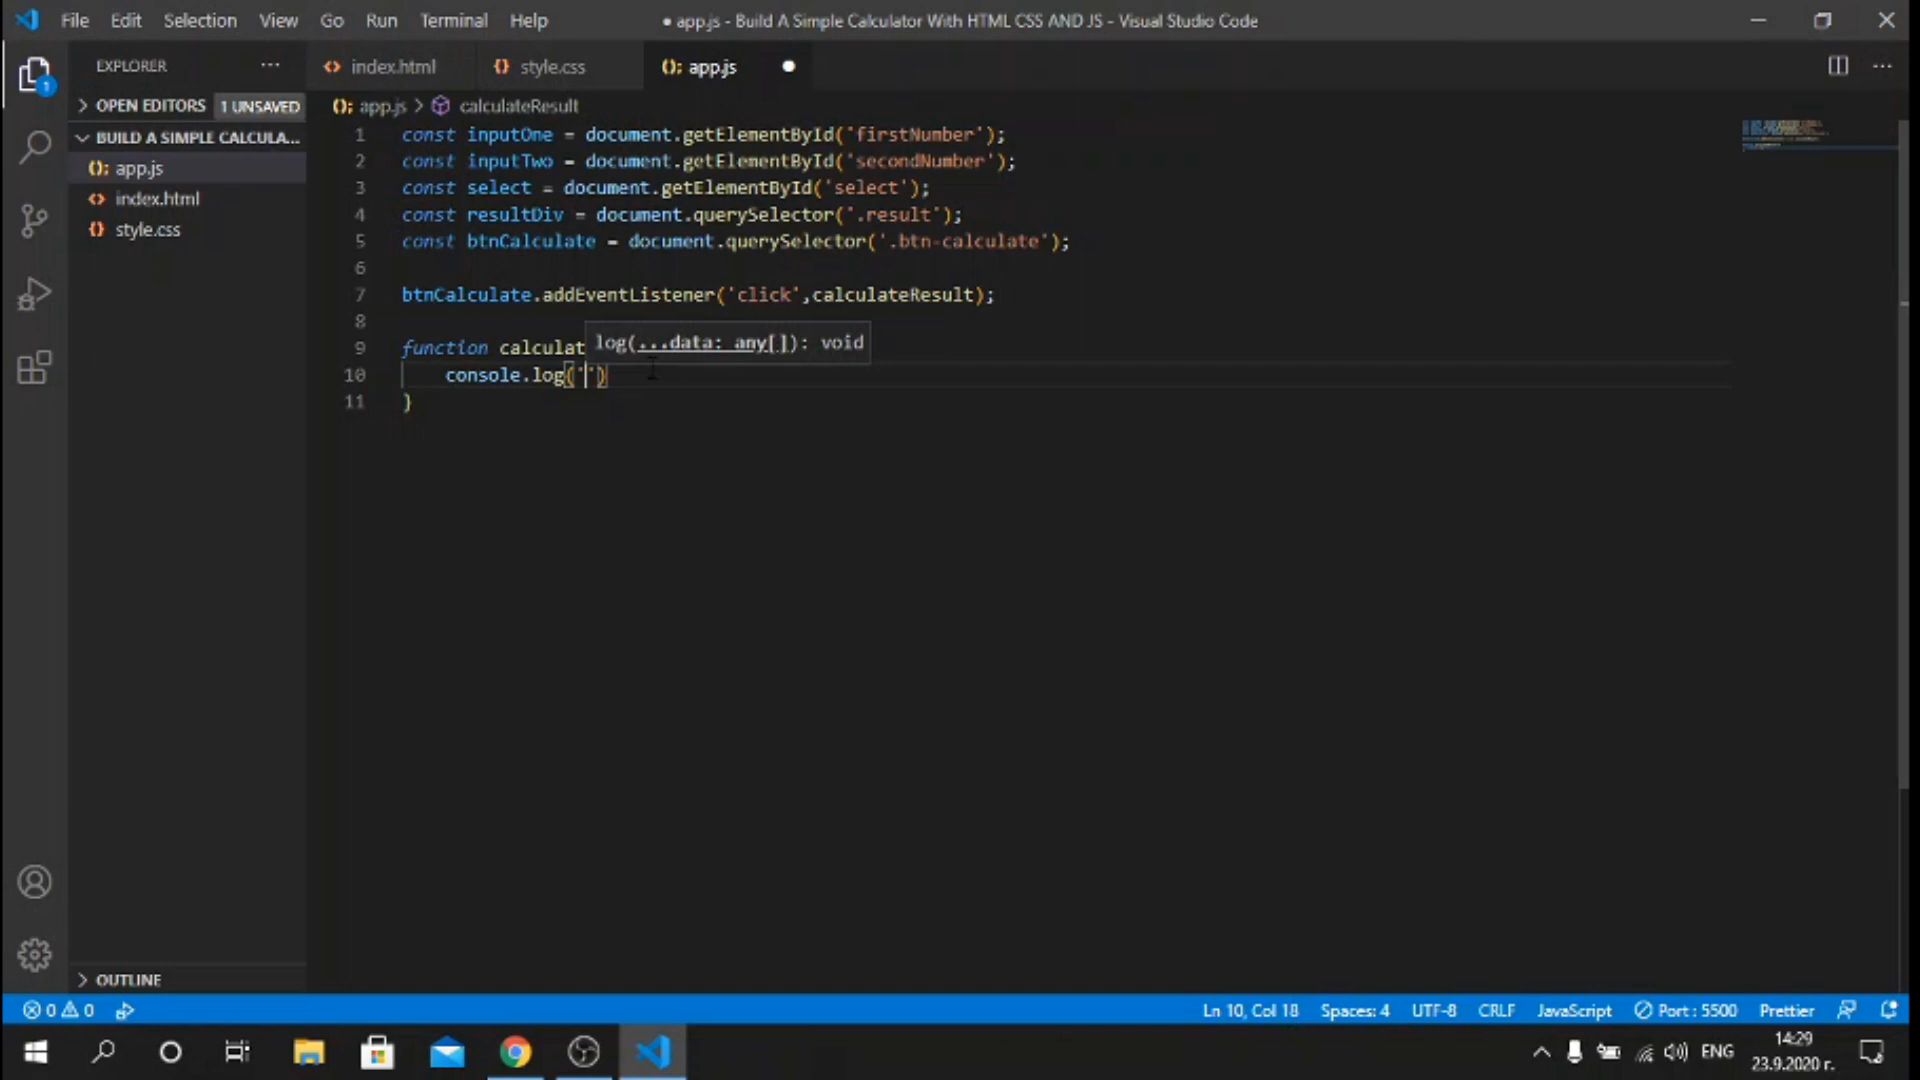 File Edit Selection View Go Run Terminal Help
● app.js - Build A Simple Calculator With HTML CSS AND JS - Visual Studio Code
EXPLORER ···
index.html
style.css
app.js
OPEN EDITORS 1 UNSAVED
BUILD A SIMPLE CALCULA...
app.js
index.html
style.css
app.js > calculateResult
1 const inputOne = document.getElementById('firstNumber');
2 const inputTwo = document.getElementById('secondNumber');
3 const select = document.getElementById('select');
4 const resultDiv = document.querySelector('.result');
5 const btnCalculate = document.querySelector('.btn-calculate');
6
7 btnCalculate.addEventListener('click',calculateResult);
8
log(...data: any[]): void
9 function calculat
10 console.log('')
11 }
1
OUTLINE
0 0
Ln 10, Col 18 Spaces: 4 UTF-8 CRLF JavaScript Port : 5500 Prettier
ENG
14:29
23.9.2020 г.